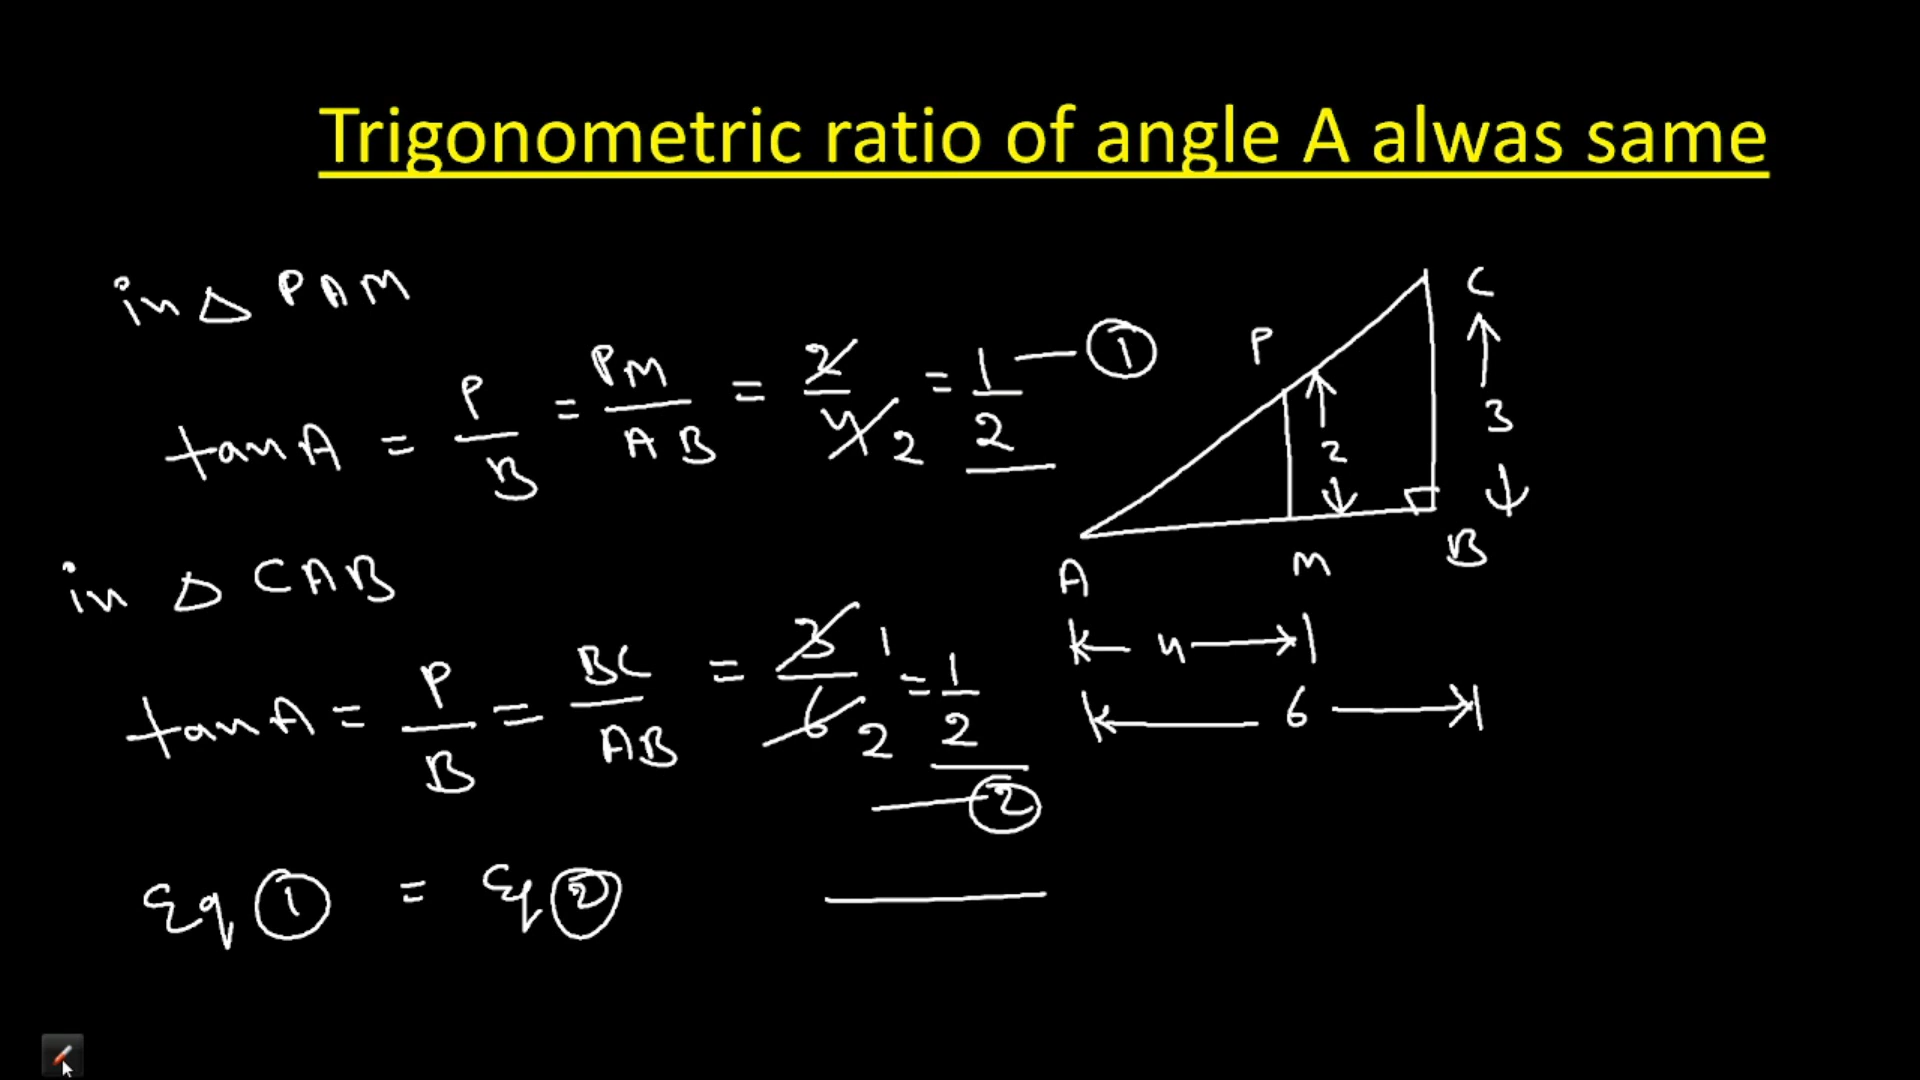 Trigonometric ratio of angle A alwas same
in △ PAM
tan A = P/B = PM/AB = 2/4 2 = 1/2 — ①
in △ CAB
tan A = P/B = BC/AB = 3/6 1 2 = 1/2
— ②
Eq ① = Eq ②
C
P
3
2
A M B
4
6